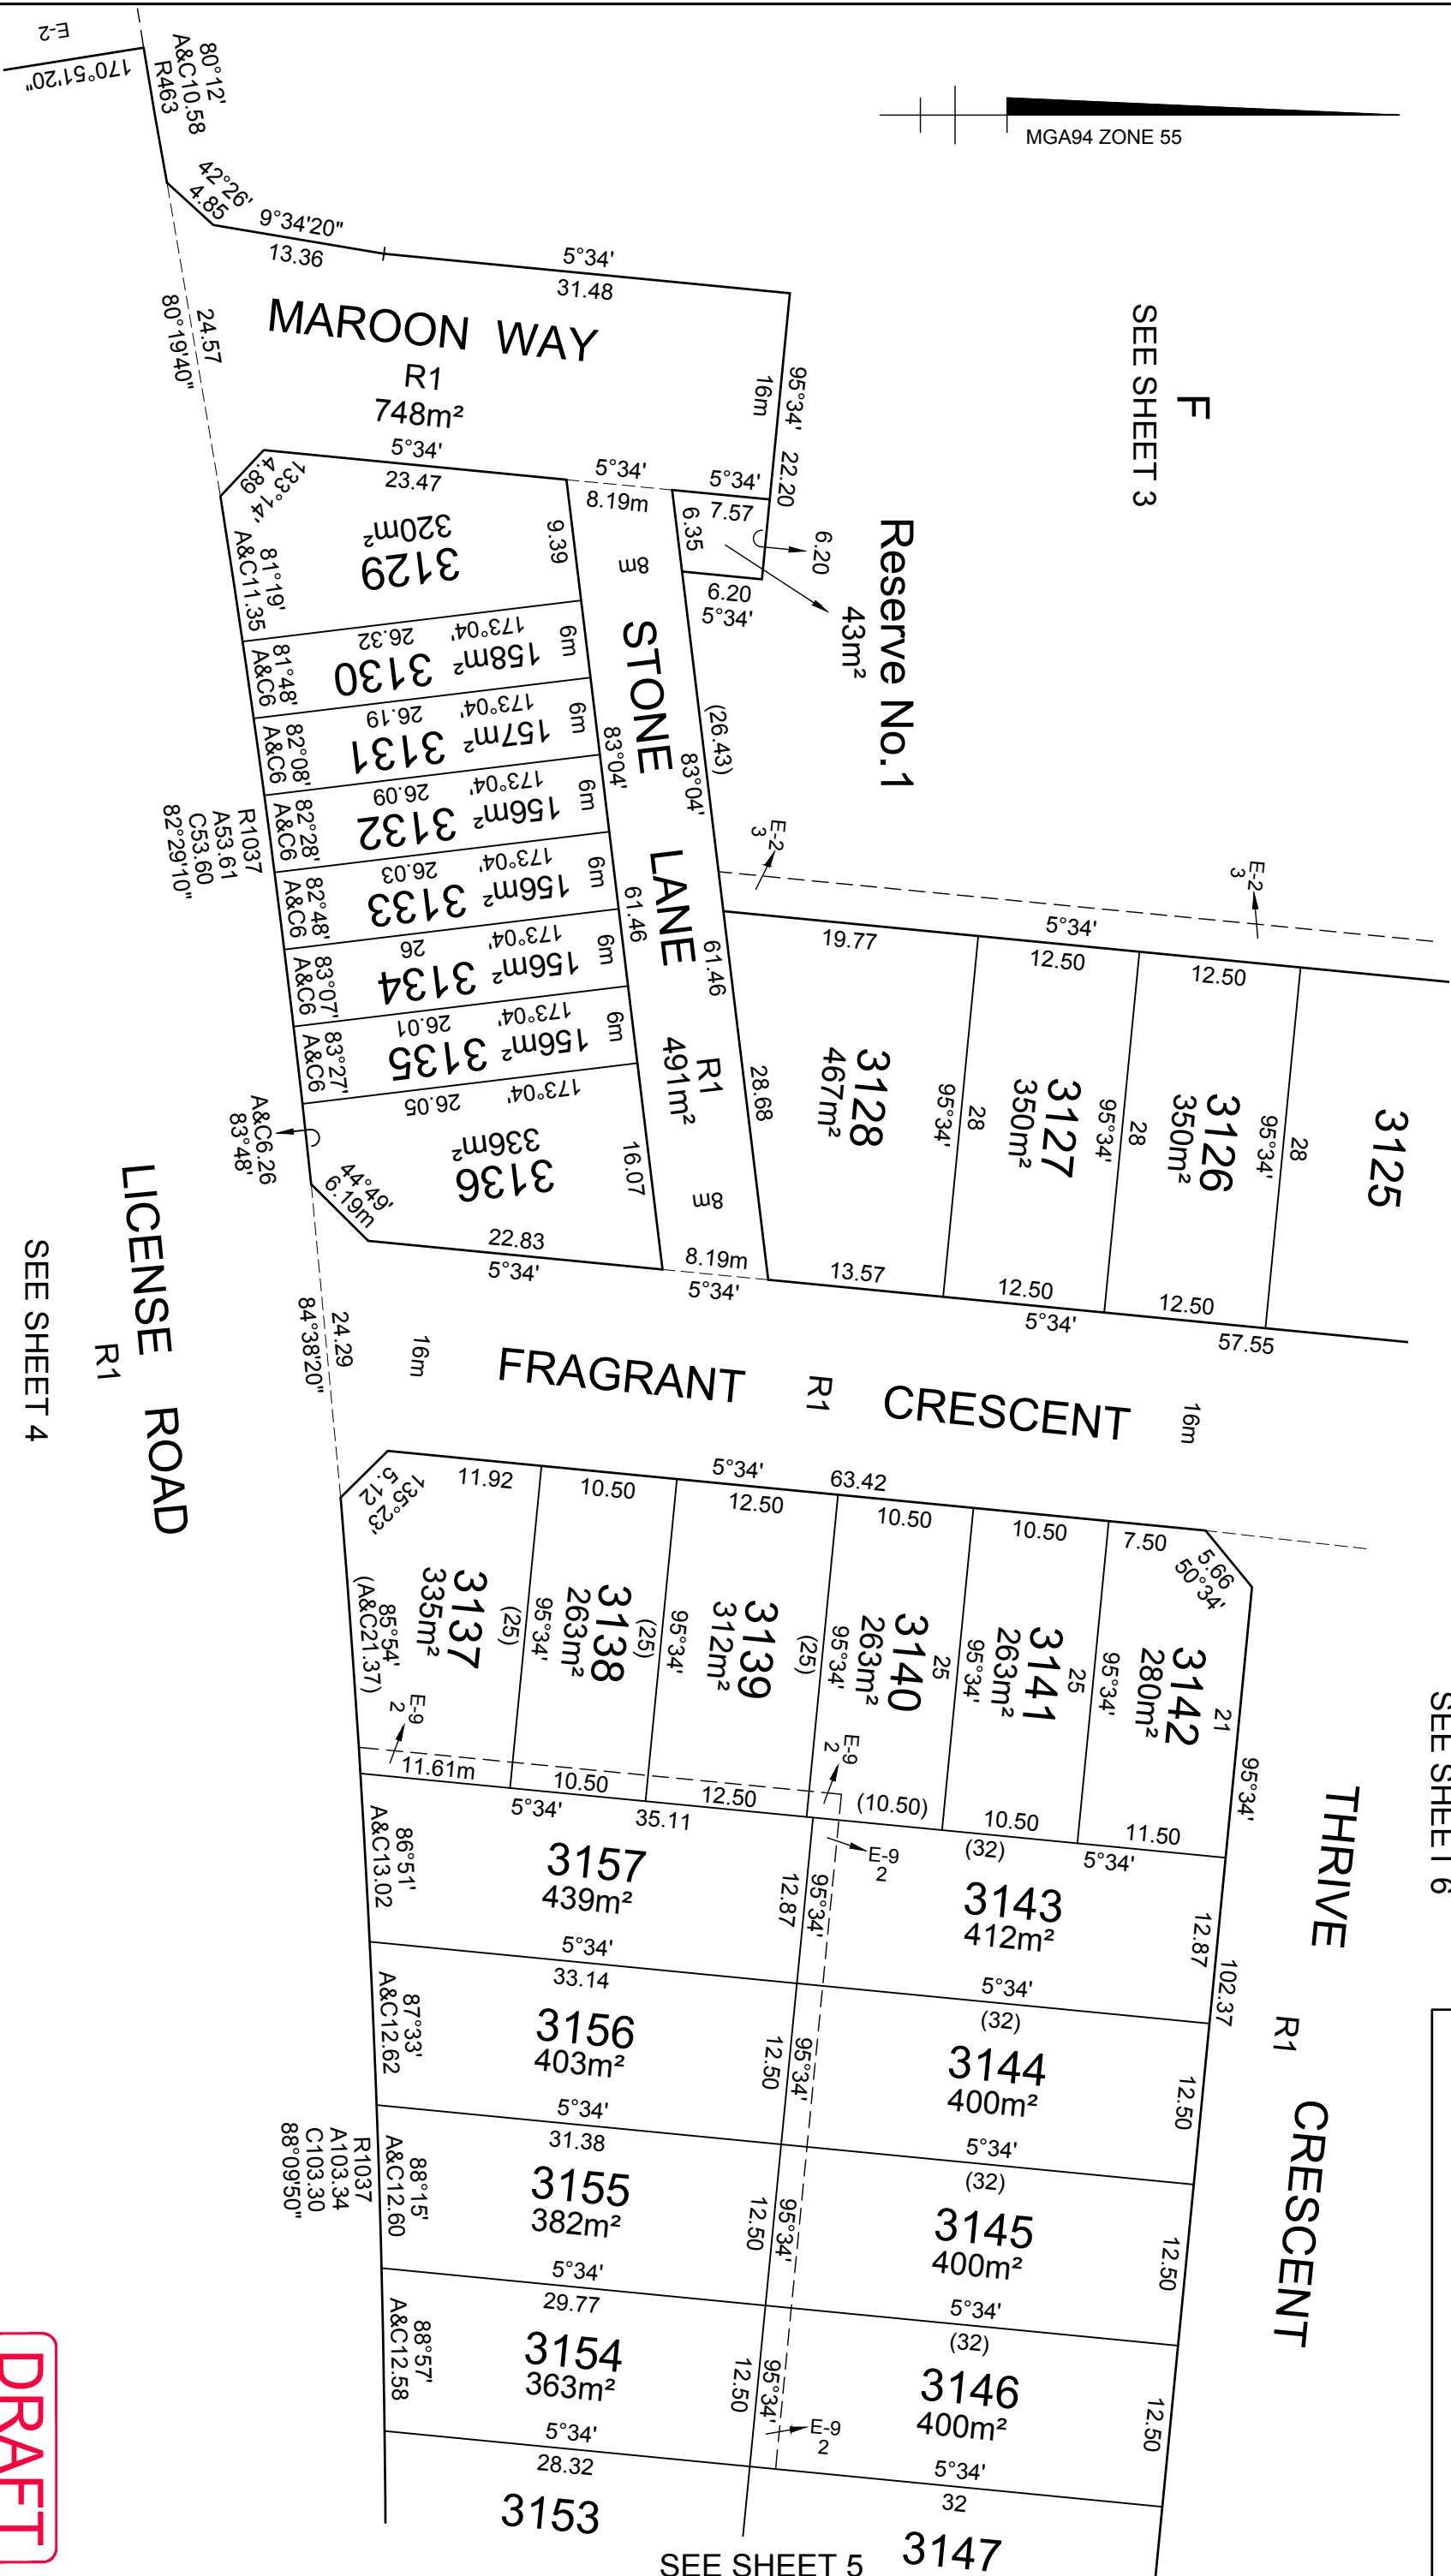 E-2
170°51'20"
80°12'
A&C10.58
R463
42°26'
4.85
9°34'20"
13.36
5°34'
31.48
MGA94 ZONE 55
SEE SHEET 3
F
MAROON WAY
R1
748m²
24.57
80°19'40"
16m
95°34'
22.20
5°34'
23.47
5°34'
8.19m
5°34'
7.57
6.35
6.20
6.20
5°34'
Reserve No.1
43m²
133°14'
4.89
81°19'
A&C11.35
3129
320m²
9.39
8m
STONE LANE
R1
491m²
8m
26.32
173°04'
3130
158m²
6m
81°48'
A&C6
26.19
173°04'
3131
157m²
6m
82°08'
A&C6
26.09
173°04'
3132
156m²
6m
82°28'
A&C6
26.03
173°04'
3133
156m²
6m
82°48'
A&C6
26
173°04'
3134
156m²
6m
83°07'
A&C6
26.01
173°04'
3135
156m²
6m
83°27'
A&C6
26.05
173°04'
3136
336m²
16.07
83°04'
61.46
(26.43)
83°04'
61.46
28.68
R1037
A53.61
C53.60
82°29'10"
A&C6.26
83°48'
44°49'
6.19m
22.83
5°34'
8.19m
5°34'
E-2
3
E-2
3
5°34'
19.77
12.50
12.50
3128
467m²
28
95°34'
3127
350m²
28
95°34'
3126
350m²
28
95°34'
3125
13.57
12.50
12.50
5°34'
57.55
LICENSE ROAD
R1
SEE SHEET 4
24.29
84°38'20"
16m
FRAGRANT CRESCENT
R1
16m
5°34'
63.42
11.92
10.50
12.50
10.50
10.50
7.50
5.66
50°34'
135°23'
5.12
85°54'
(A&C21.37)
3137
335m²
(25)
95°34'
3138
263m²
(25)
95°34'
3139
312m²
(25)
95°34'
3140
263m²
25
95°34'
3141
263m²
25
95°34'
3142
280m²
21
95°34'
E-9
2
E-9
2
11.61m
10.50
12.50
(10.50)
10.50
11.50
5°34'
35.11
(32)
5°34'
E-9
2
THRIVE CRESCENT
R1
SEE SHEET 6
86°51'
A&C13.02
3157
439m²
12.87
95°34'
3143
412m²
12.87
102.37
5°34'
33.14
5°34'
(32)
87°33'
A&C12.62
3156
403m²
12.50
95°34'
3144
400m²
12.50
5°34'
31.38
5°34'
(32)
R1037
A103.34
C103.30
88°09'50"
88°15'
A&C12.60
3155
382m²
12.50
95°34'
3145
400m²
12.50
5°34'
29.77
5°34'
(32)
88°57'
A&C12.58
3154
363m²
12.50
95°34'
3146
400m²
12.50
E-9
2
5°34'
28.32
5°34'
32
3153
3147
SEE SHEET 5
DRAFT